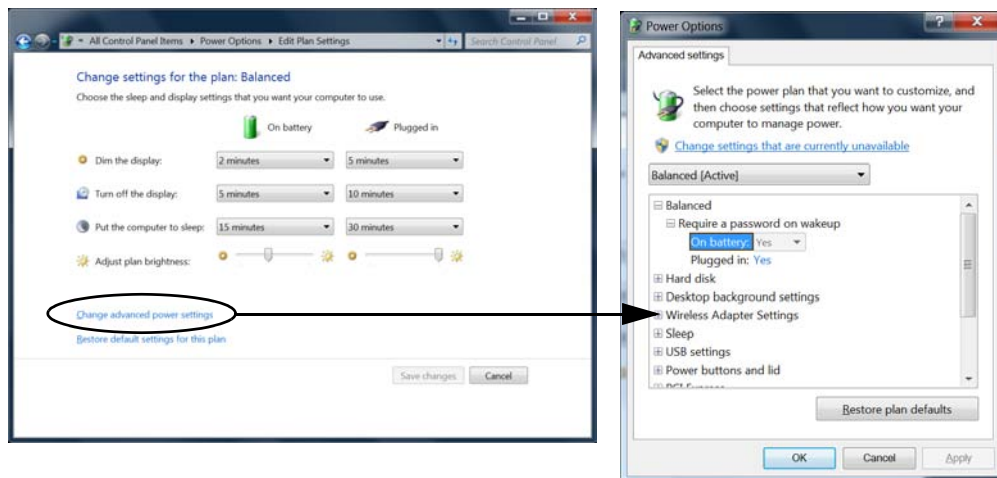 All Control Panel Items ▸ Power Options ▸ Edit Plan Settings
Search Control Panel
Change settings for the plan: Balanced
Choose the sleep and display settings that you want your computer to use.
On battery Plugged in
Dim the display: 2 minutes 5 minutes
Turn off the display: 5 minutes 10 minutes
Put the computer to sleep: 15 minutes 30 minutes
Adjust plan brightness:
Change advanced power settings
Restore default settings for this plan
Save changes Cancel
Power Options
Advanced settings
Select the power plan that you want to customize, and
then choose settings that reflect how you want your
computer to manage power.
Change settings that are currently unavailable
Balanced [Active]
Balanced
Require a password on wakeup
On battery: Yes
Plugged in: Yes
Hard disk
Desktop background settings
Wireless Adapter Settings
Sleep
USB settings
Power buttons and lid
PCI Express
Restore plan defaults
OK Cancel Apply